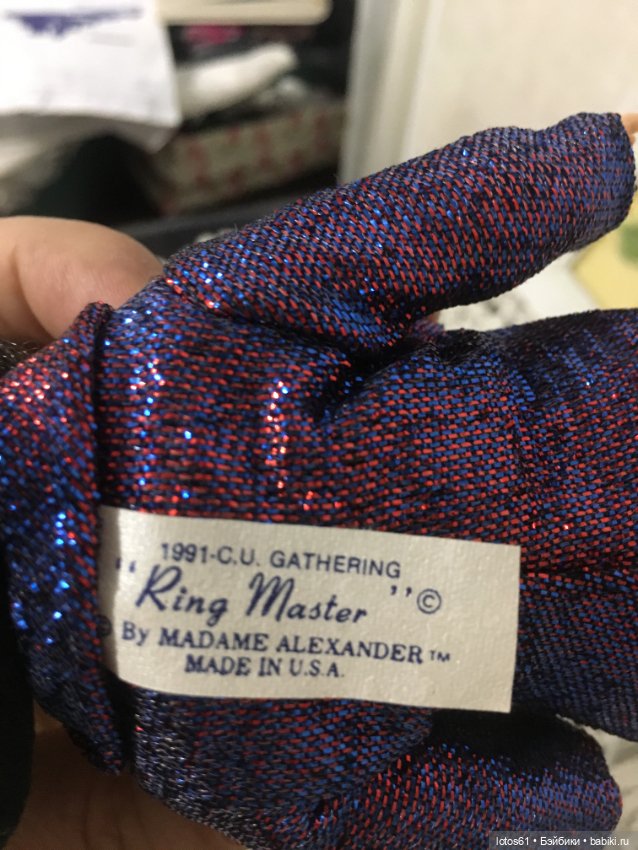 1991-C.U. GATHERING
"Ring Master"©
By MADAME ALEXANDER™
MADE IN U.S.A.
lotos61 • Бэйбики • babiki.ru